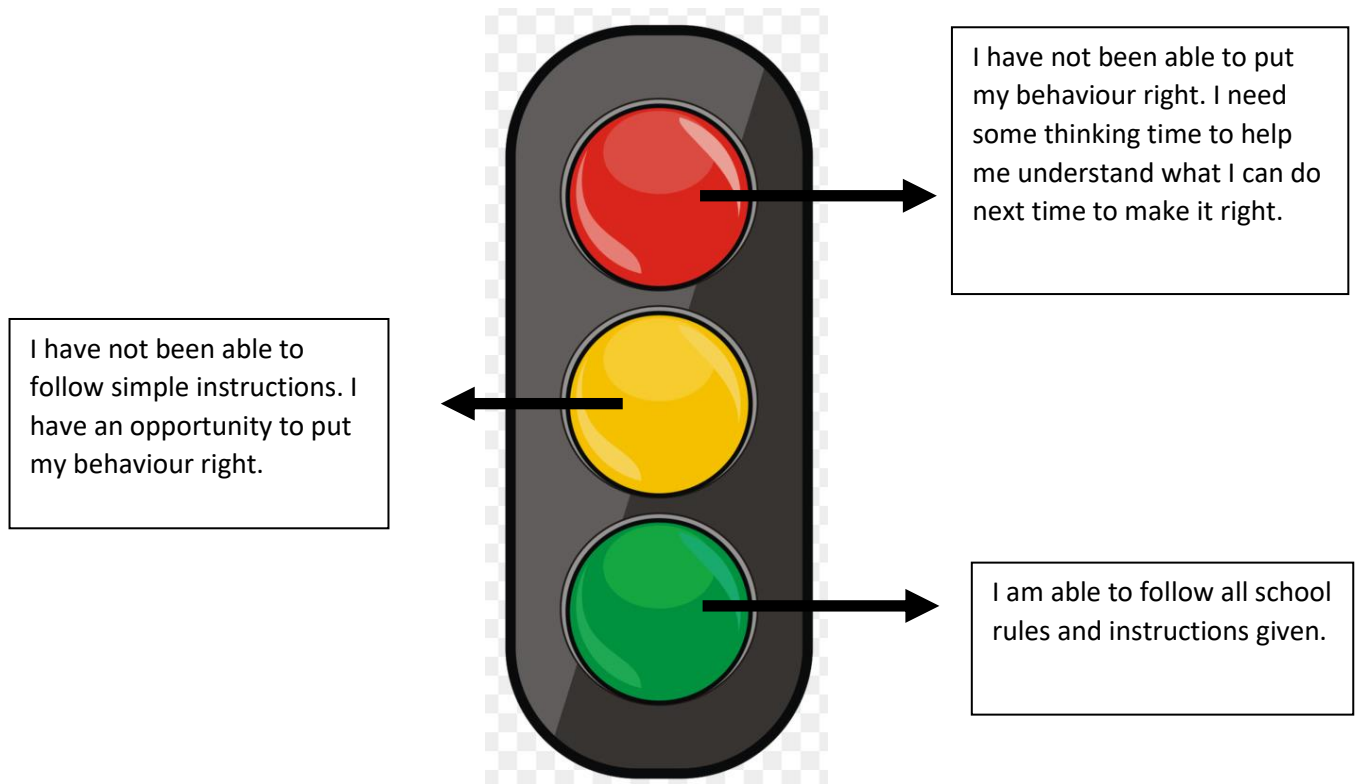 I have not been able to put
my behaviour right. I need
some thinking time to help
me understand what I can do
next time to make it right.
I have not been able to
follow simple instructions. I
have an opportunity to put
my behaviour right.
I am able to follow all school
rules and instructions given.